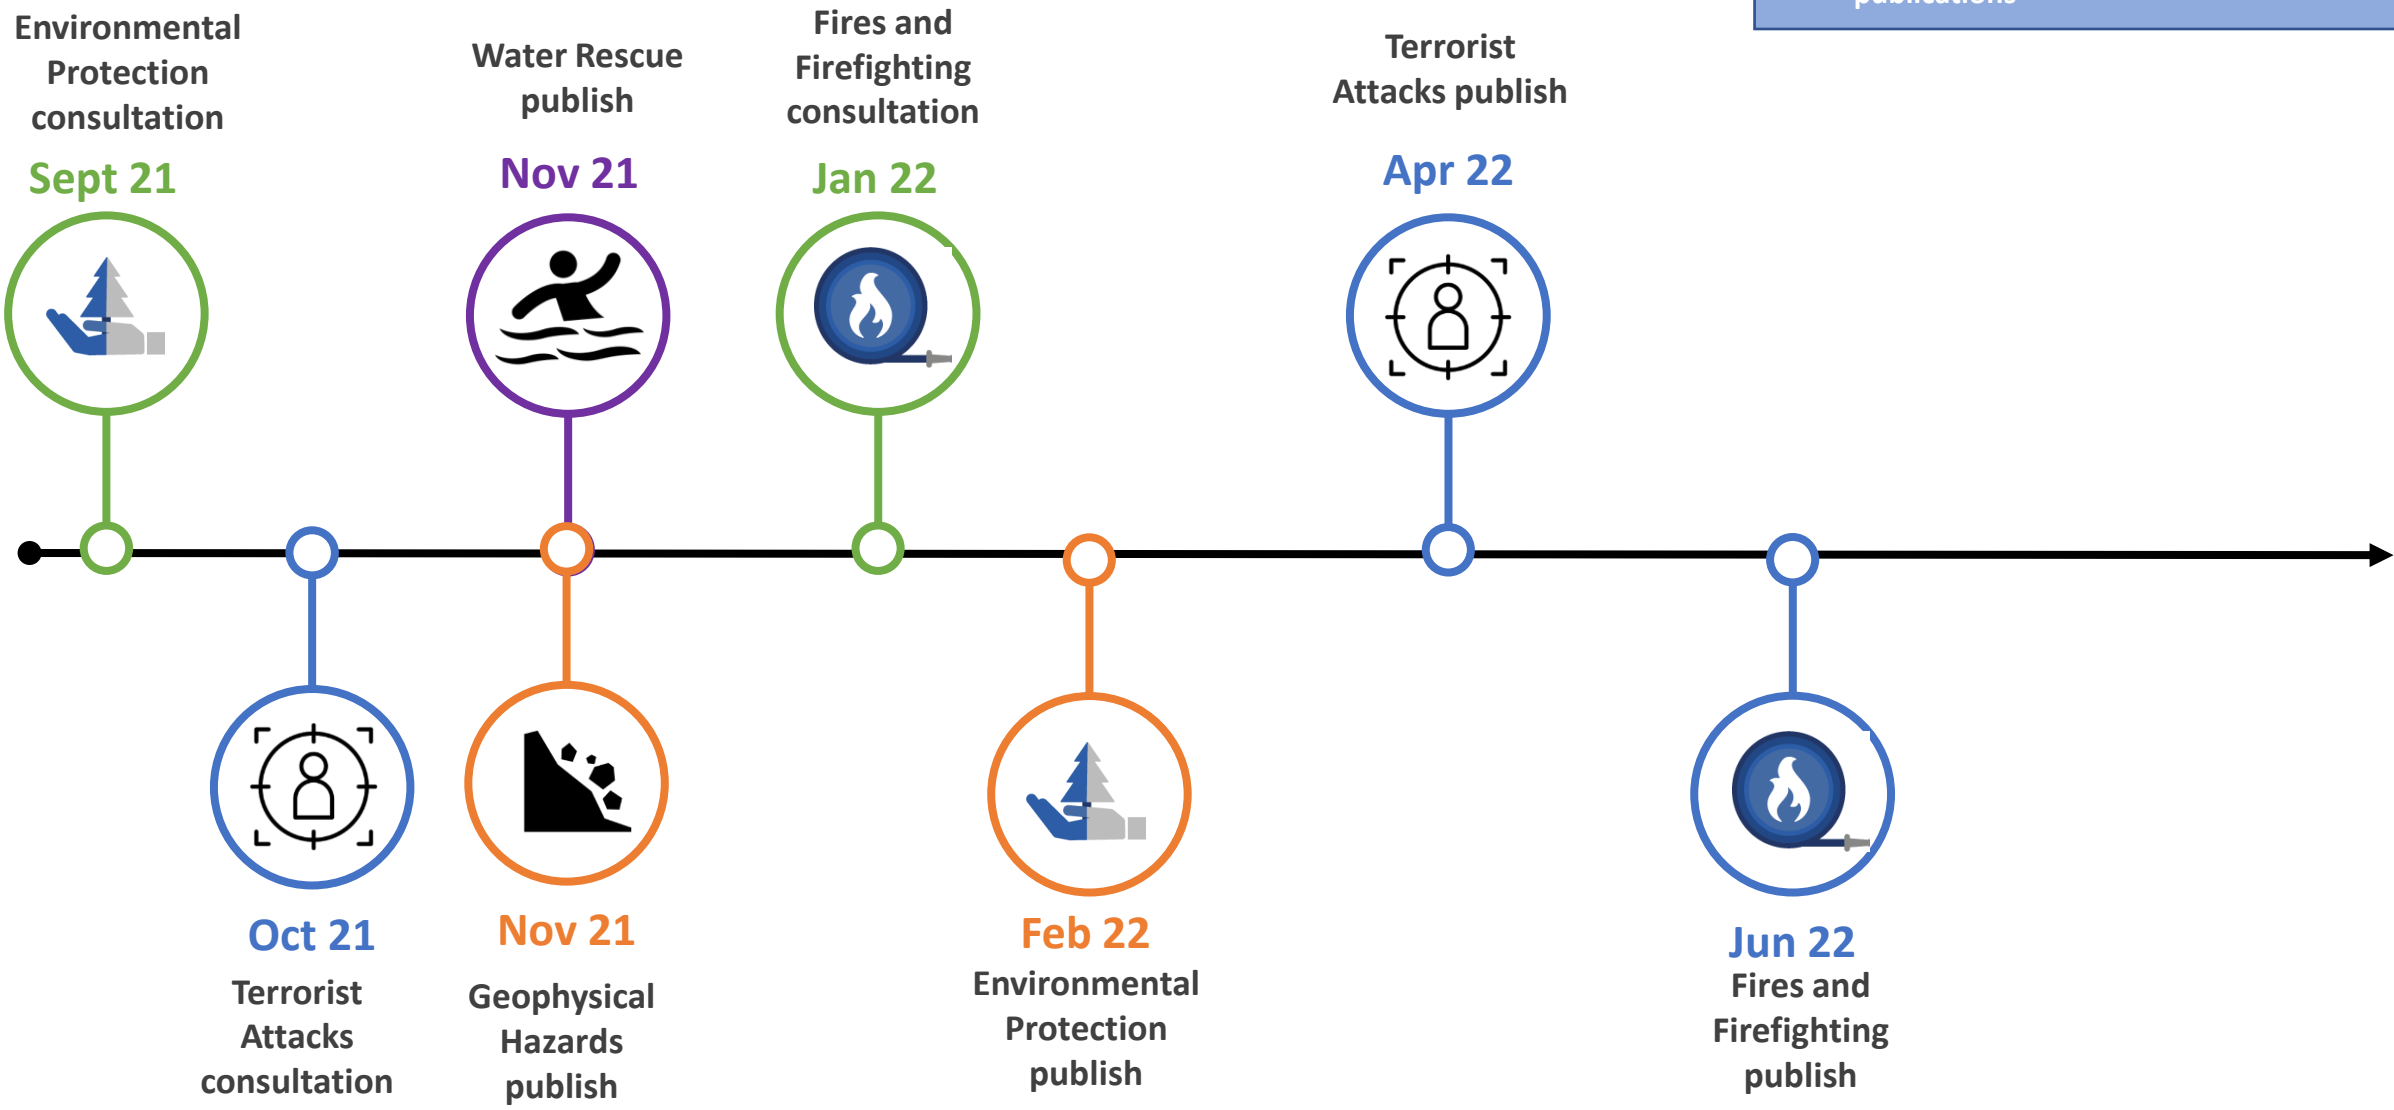 publications
Environmental
Protection
consultation
Sept 21
Water Rescue
publish
Nov 21
Fires and
Firefighting
consultation
Jan 22
Terrorist
Attacks publish
Apr 22
Oct 21
Terrorist
Attacks
consultation
Nov 21
Geophysical
Hazards
publish
Feb 22
Environmental
Protection
publish
Jun 22
Fires and
Firefighting
publish